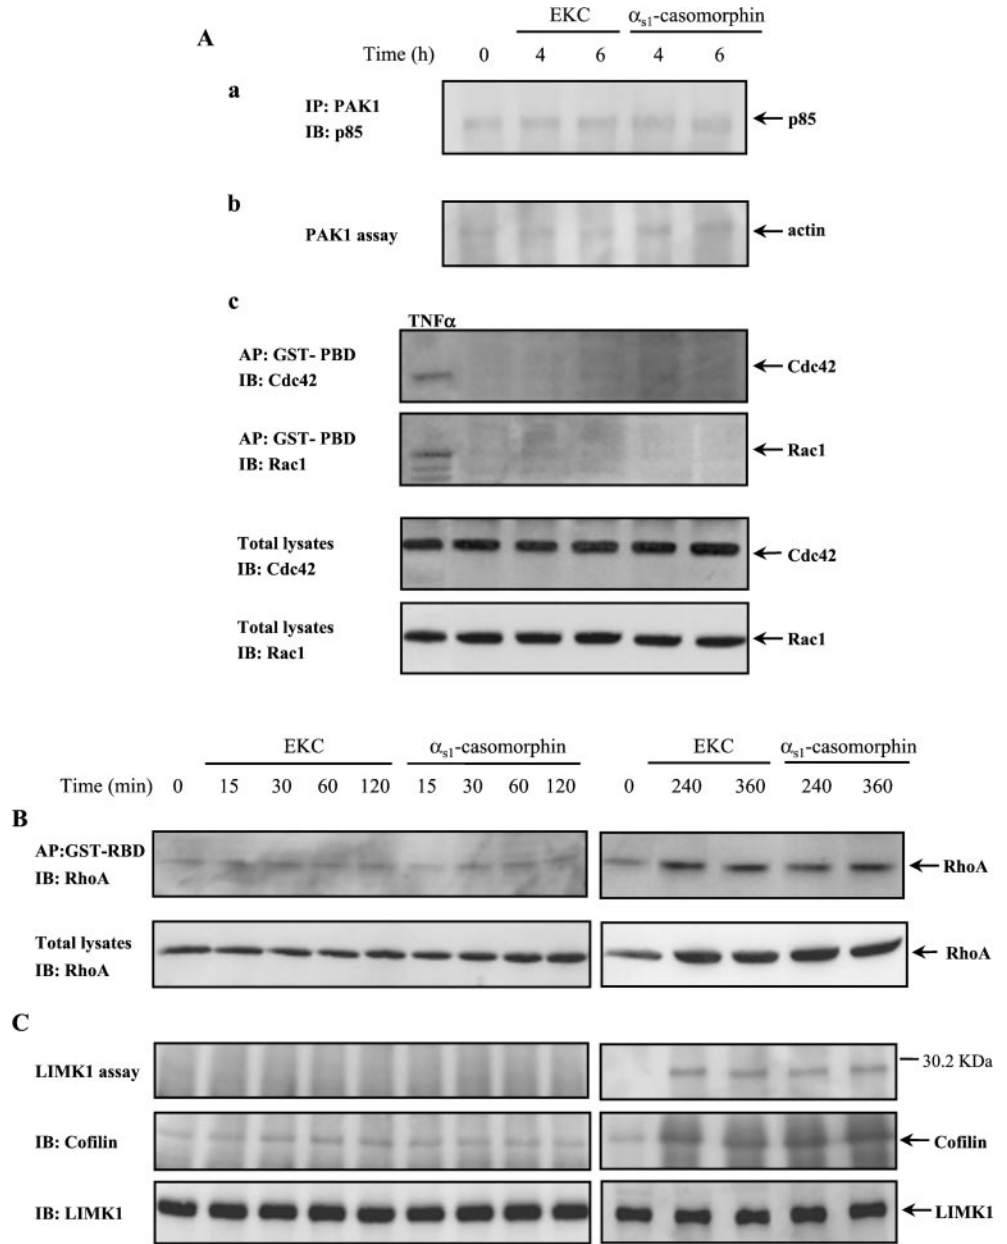 EKC αs1-casomorphin
A
Time (h) 0 4 6 4 6
a
IP: PAK1
IB: p85
p85
b
PAK1 assay
actin
c
TNFα
AP: GST- PBD
IB: Cdc42
Cdc42
AP: GST- PBD
IB: Rac1
Rac1
Total lysates
IB: Cdc42
Cdc42
Total lysates
IB: Rac1
Rac1
EKC αs1-casomorphin EKC αs1-casomorphin
Time (min) 0 15 30 60 120 15 30 60 120 0 240 360 240 360
B
AP:GST-RBD
IB: RhoA
RhoA
Total lysates
IB: RhoA
RhoA
C
LIMK1 assay
30.2 KDa
IB: Cofilin
Cofilin
IB: LIMK1
LIMK1